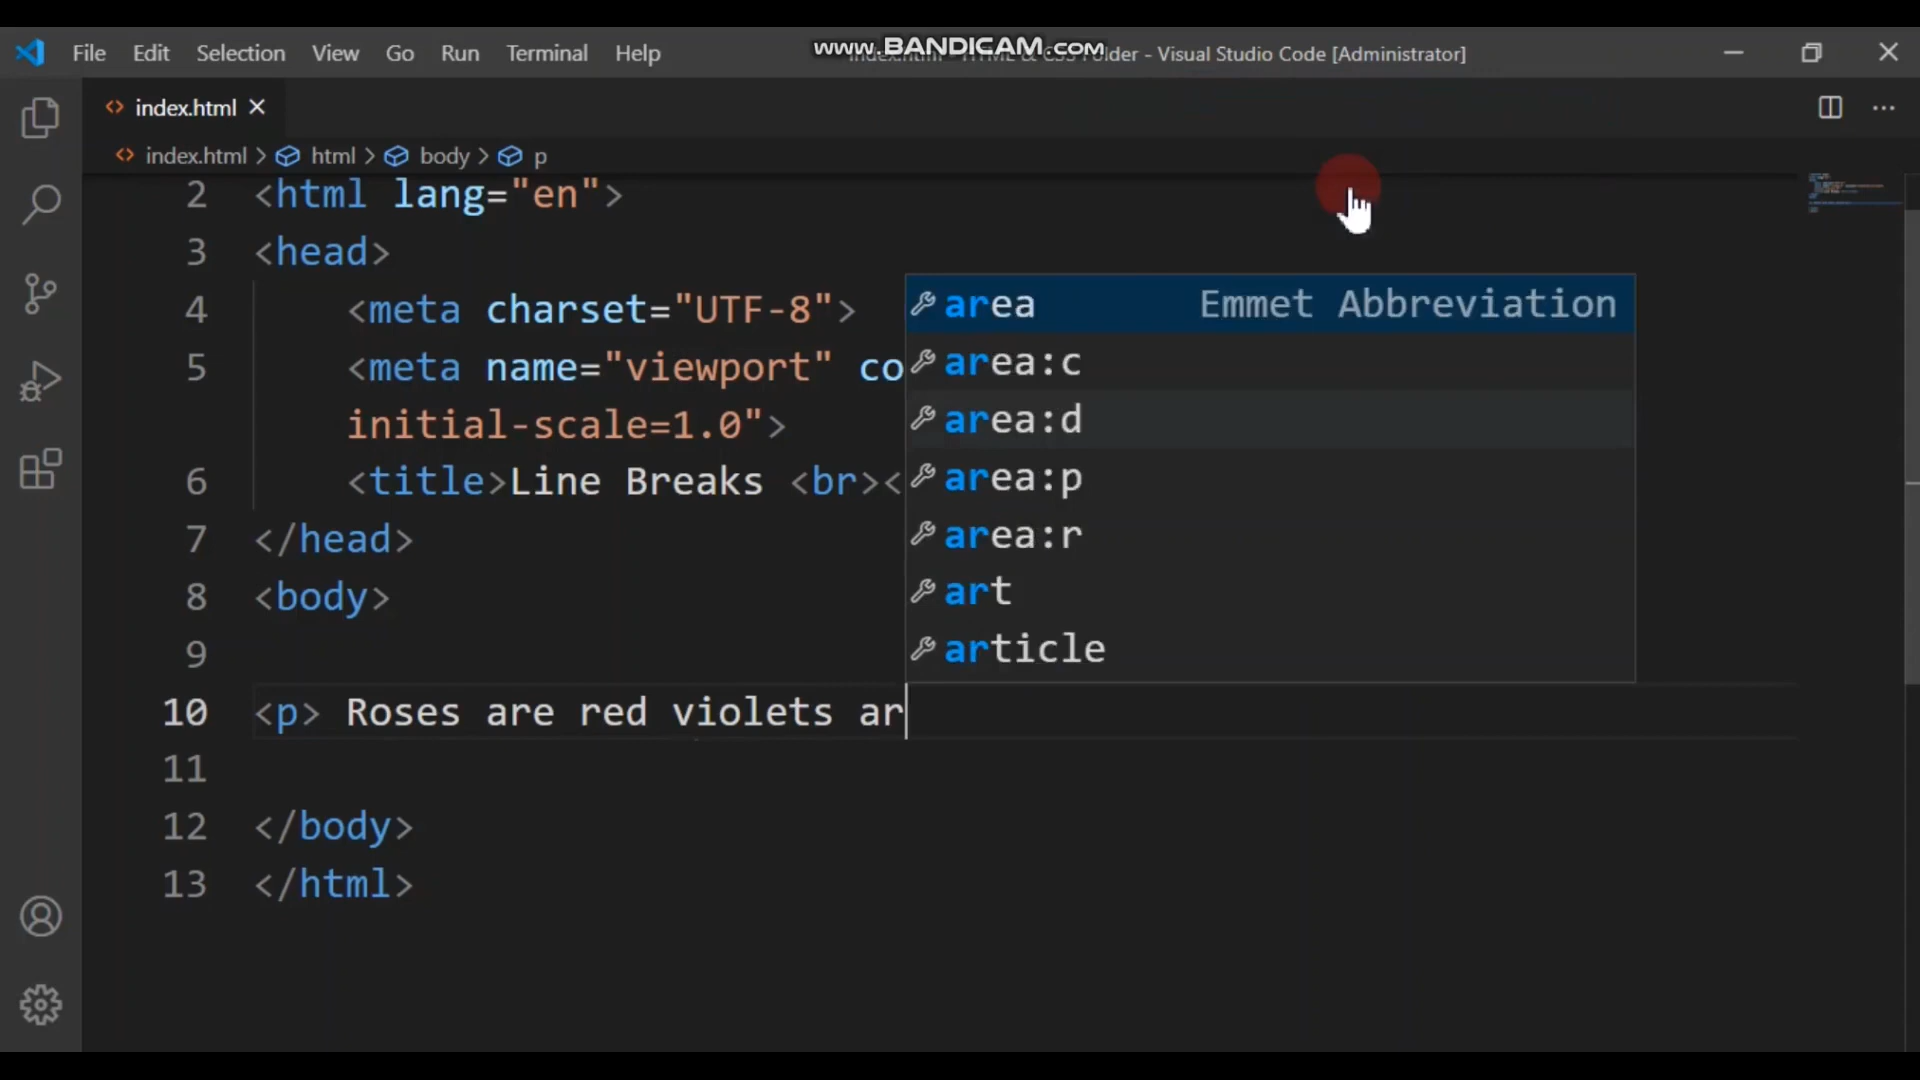 File Edit Selection View Go Run Terminal Help www.BANDICAM.com lder - Visual Studio Code [Administrator]
index.html
index.html > html > body > p
2 <html lang="en">
3 <head>
4 <meta charset="UTF-8">
5 <meta name="viewport" co
initial-scale=1.0">
6 <title>Line Breaks <br><
7 </head>
8 <body>
9
10 <p> Roses are red violets ar
11
12 </body>
13 </html>
area Emmet Abbreviation
area:c
area:d
area:p
area:r
art
article